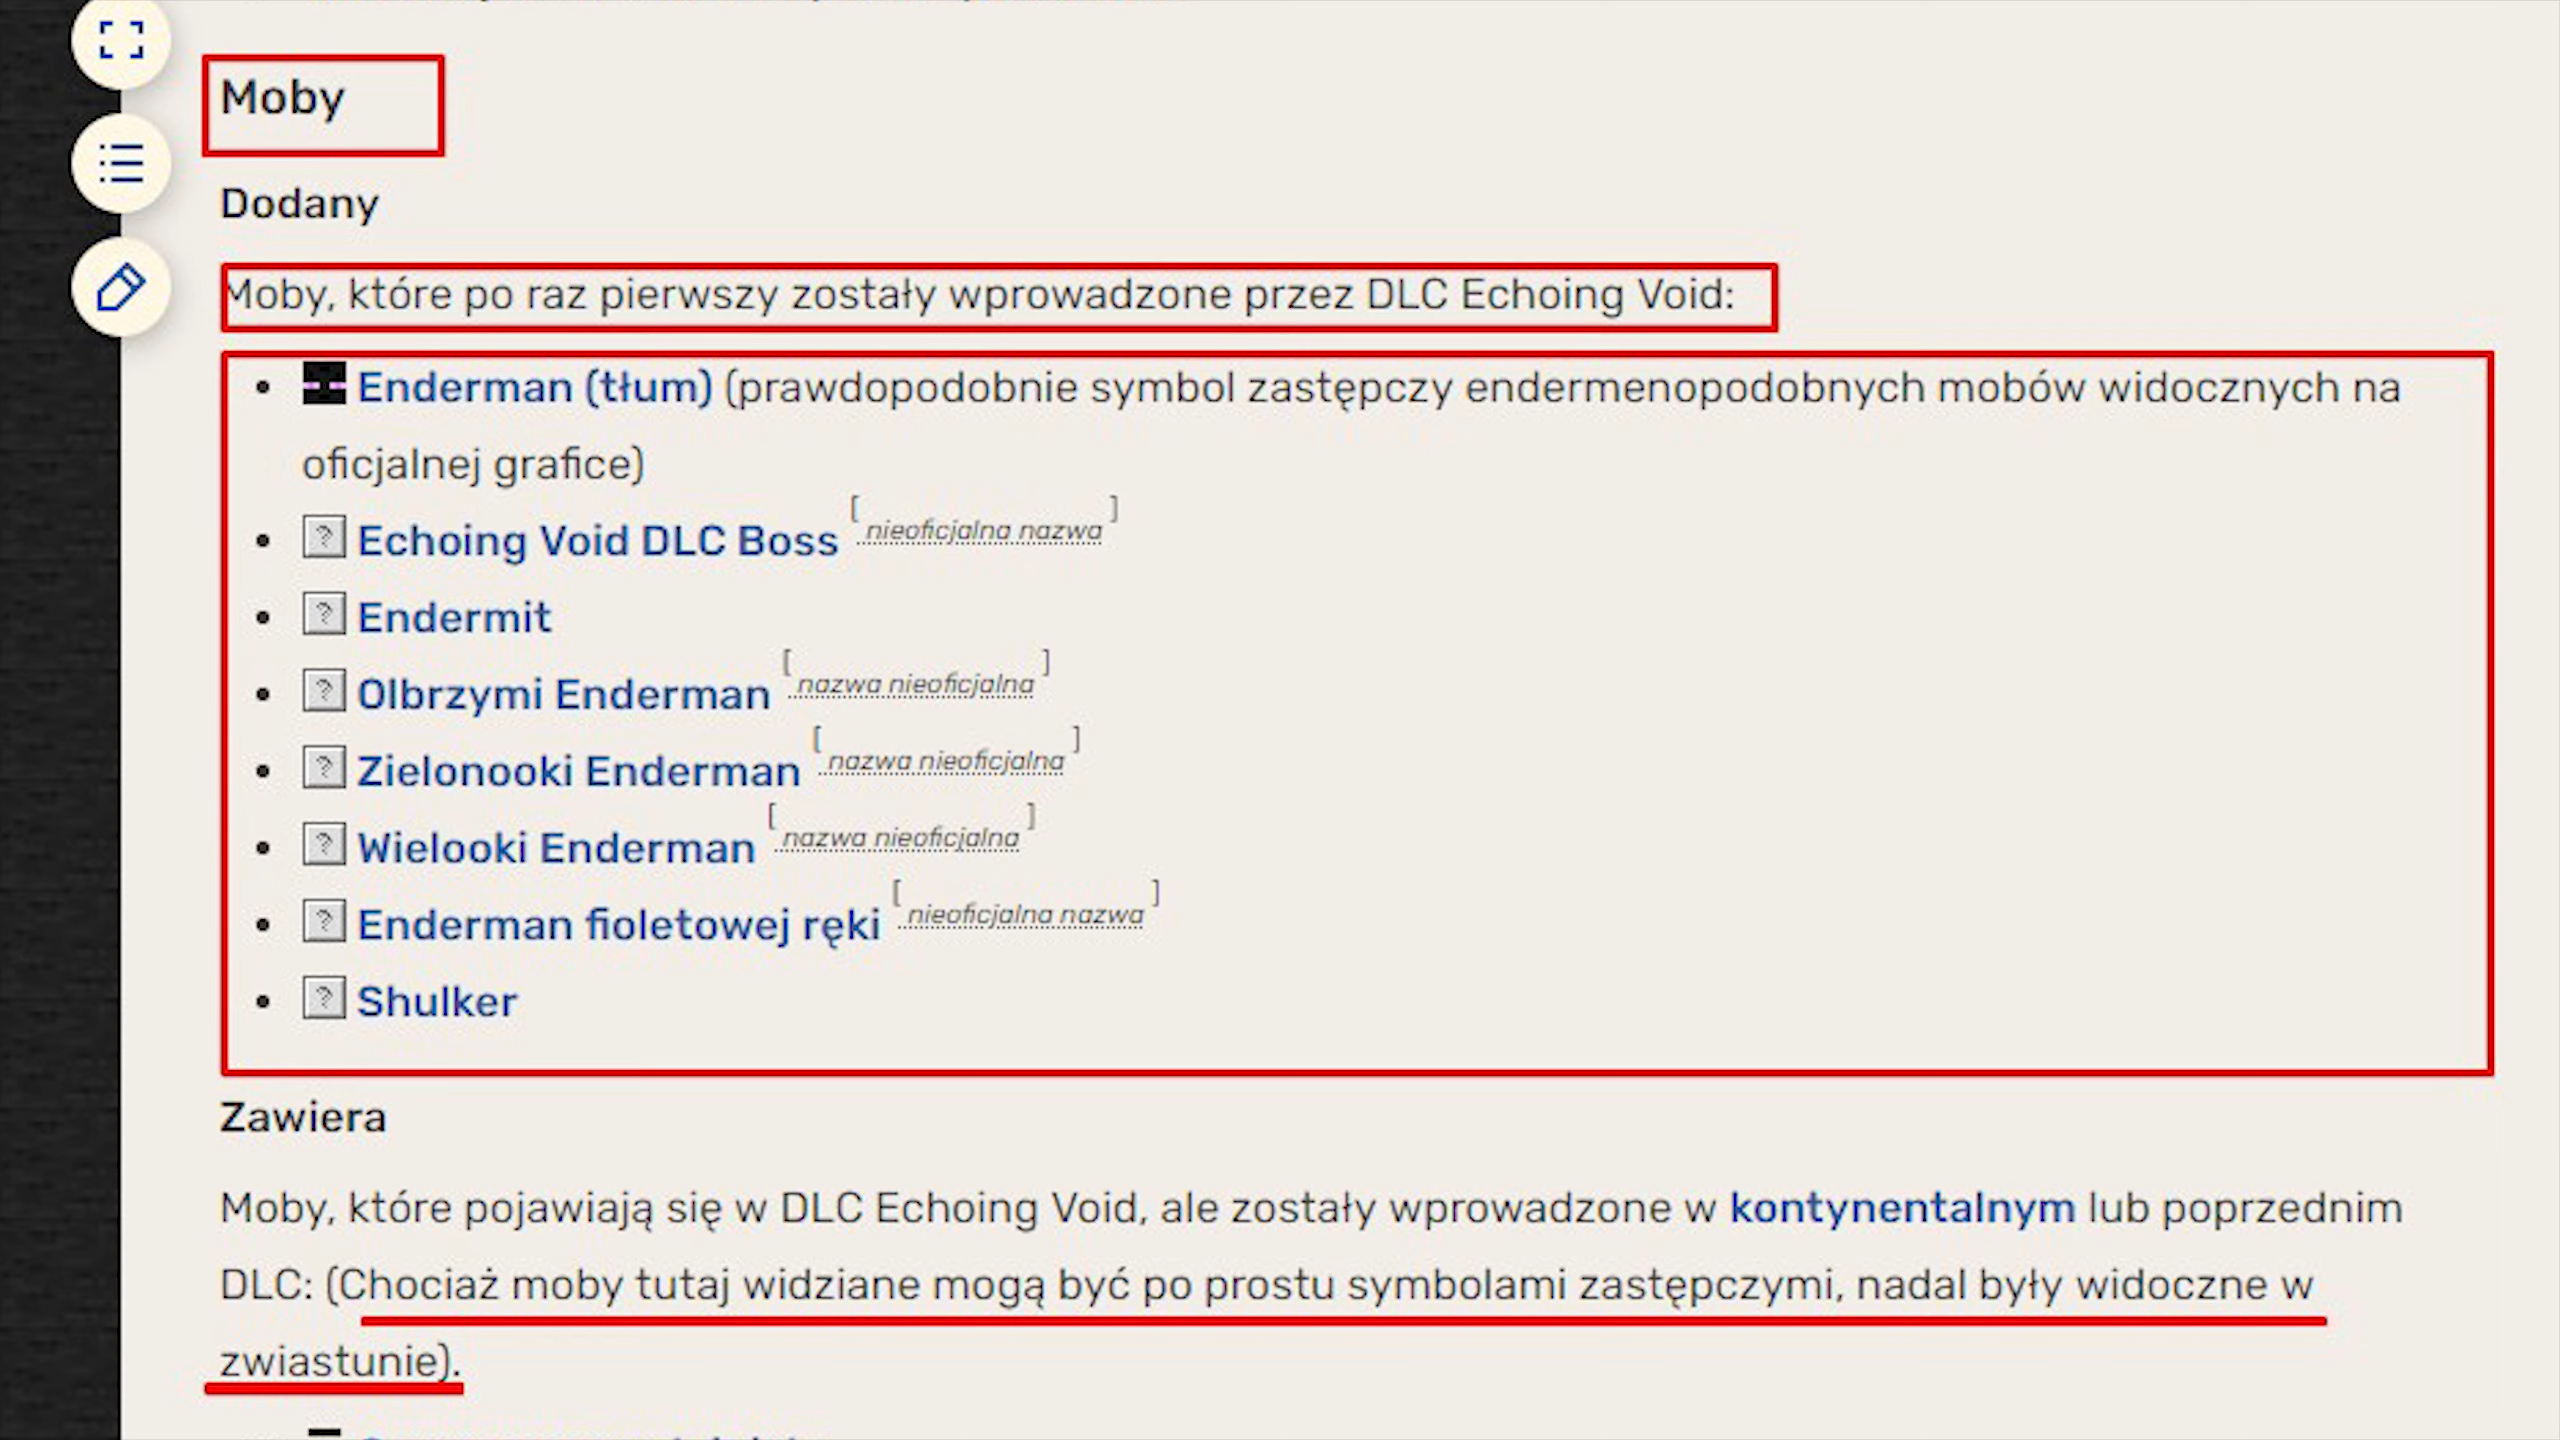 Moby
Dodany
Moby, które po raz pierwszy zostały wprowadzone przez DLC Echoing Void:
Enderman (tłum) (prawdopodobnie symbol zastępczy endermenopodobnych mobów widocznych na
oficjalnej grafice)
Echoing Void DLC Boss [nieoficjalna nazwa]
Endermit
Olbrzymi Enderman [nazwa nieoficjalna]
Zielonooki Enderman [nazwa nieoficjalna]
Wielooki Enderman [nazwa nieoficjalna]
Enderman fioletowej ręki [nieoficjalna nazwa]
Shulker
Zawiera
Moby, które pojawiają się w DLC Echoing Void, ale zostały wprowadzone w kontynentalnym lub poprzednim
DLC: (Chociaż moby tutaj widziane mogą być po prostu symbolami zastępczymi, nadal były widoczne w
zwiastunie).